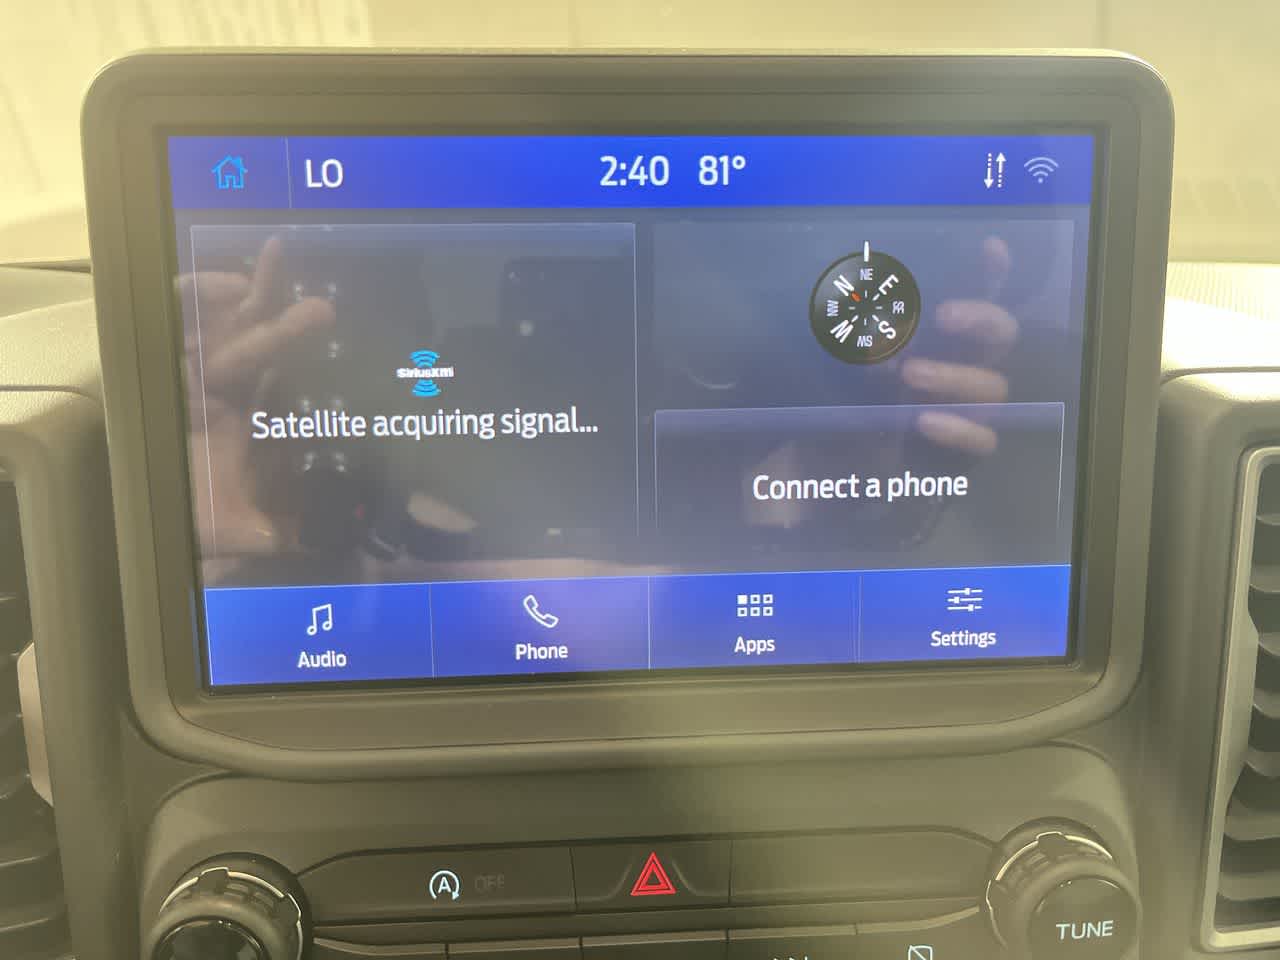 LO
2:40 81°
NE
N
E
NW
SE
W
S
SW
SiriusXM
Satellite acquiring signal...
Connect a phone
Audio
Phone
Apps
Settings
A OFF
TUNE